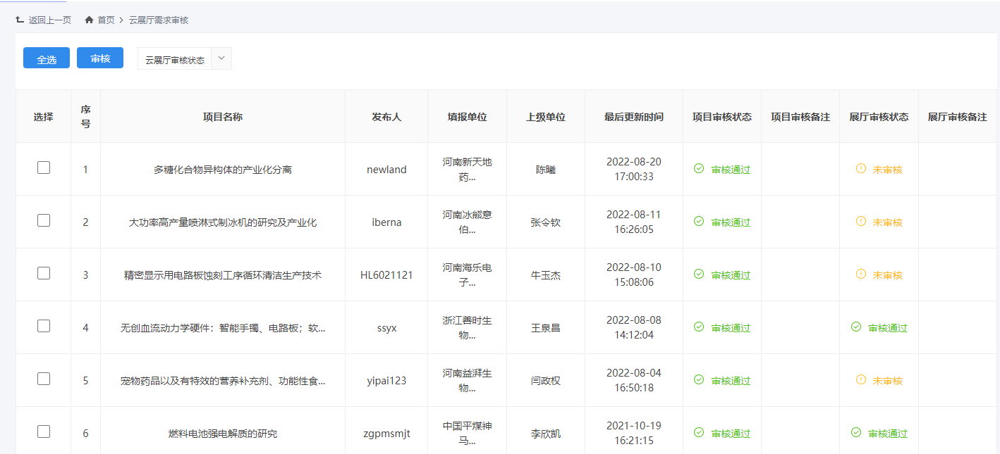 返回上一页 首页 > 云展厅需求审核
全选 审核 云展厅审核状态
选择 序号 项目名称 发布人 填报单位 上级单位 最后更新时间 项目审核状态 项目审核备注 展厅审核状态 展厅审核备注
1 多糖化合物异构体的产业化分离 newland 河南新天地药... 陈曦 2022-08-20 17:00:33 审核通过 未审核
2 大功率高产量喷淋式制冰机的研究及产业化 iberna 河南冰熊意伯... 张令钦 2022-08-11 16:26:05 审核通过 未审核
3 精密显示用电路板蚀刻工序循环清洁生产技术 HL6021121 河南海乐电子... 牛玉杰 2022-08-10 15:08:06 审核通过 未审核
4 无创血流动力学硬件：智能手镯、电路板；软... ssyx 浙江善时生物... 王泉昌 2022-08-08 14:12:04 审核通过 审核通过
5 宠物药品以及有特效的营养补充剂、功能性食... yipai123 河南益湃生物... 闫政权 2022-08-04 16:50:18 审核通过 未审核
6 燃料电池强电解质的研究 zgpmsmjt 中国平煤神马... 李欣凯 2021-10-19 16:21:15 审核通过 审核通过